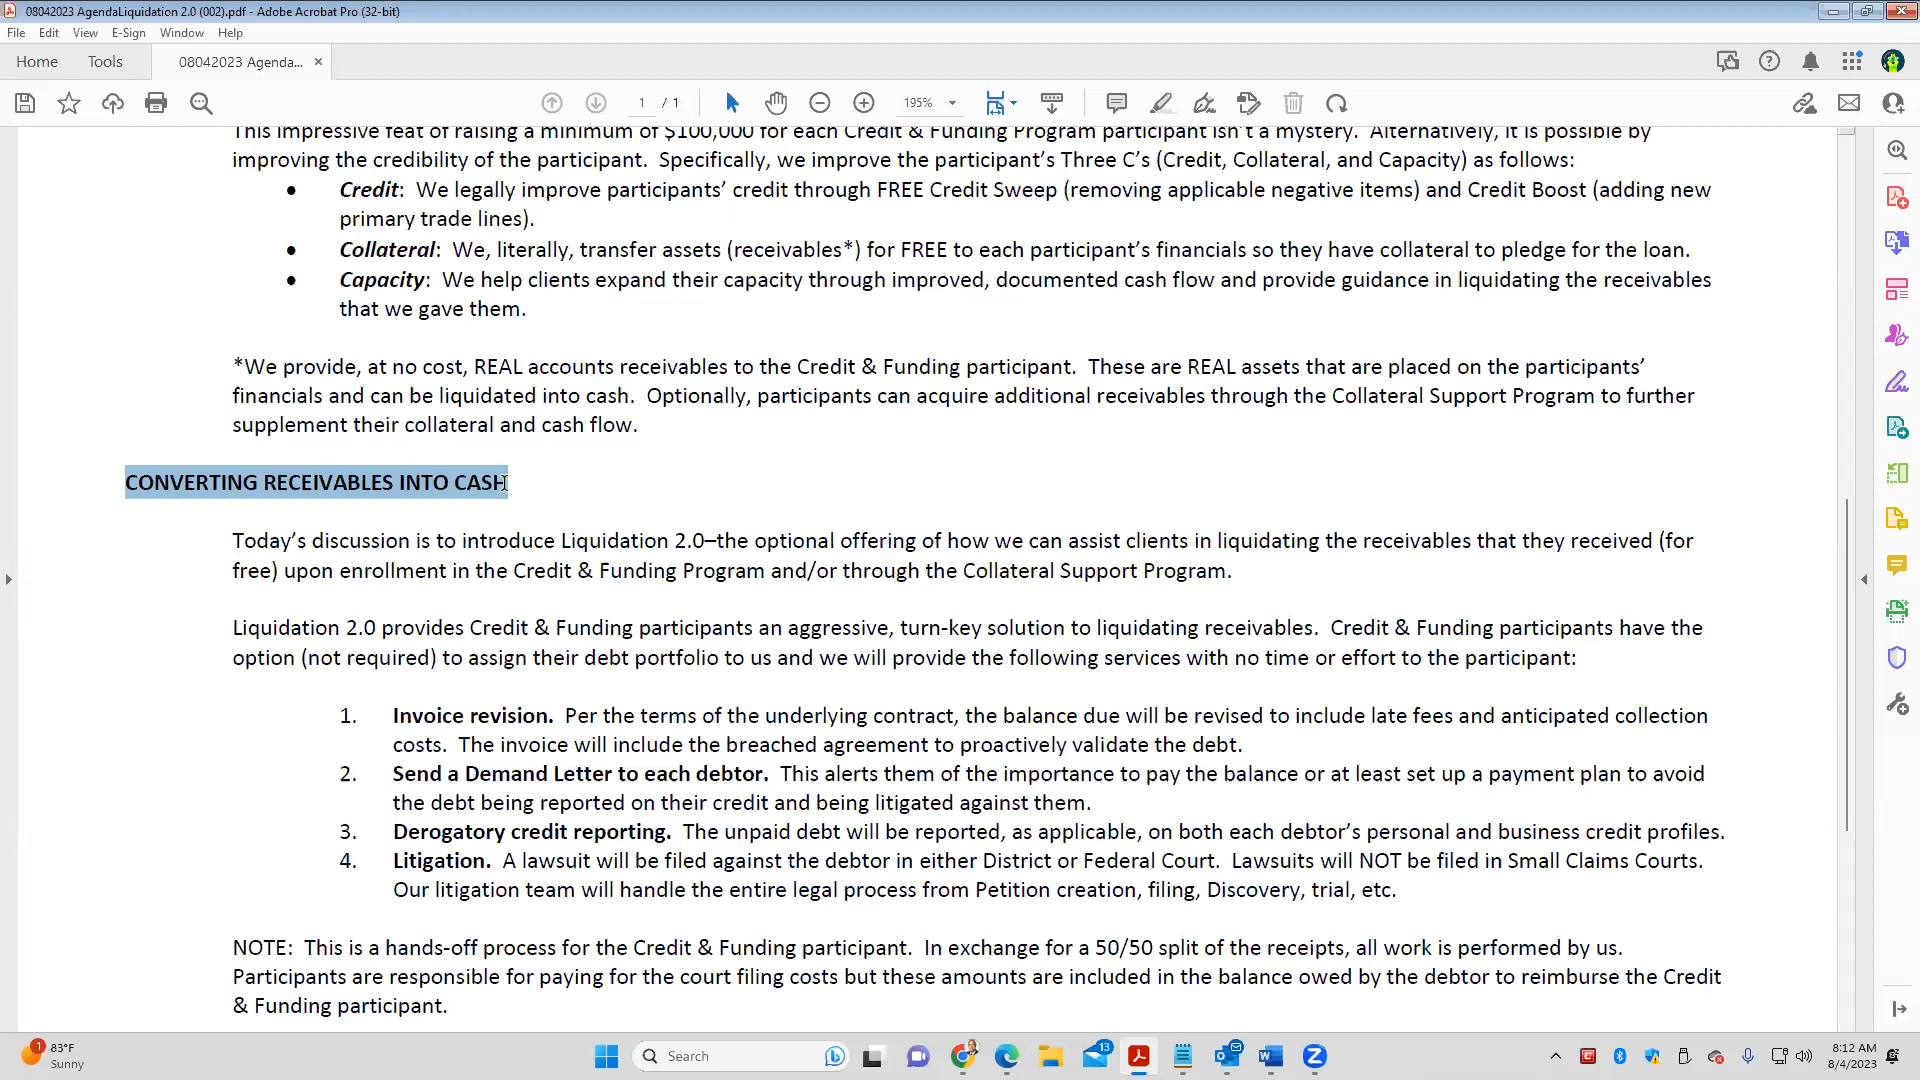 08042023 AgendaLiquidation 2.0 (002).pdf - Adobe Acrobat Pro (32-bit)
File Edit View E-Sign Window Help
Home Tools 08042023 Agenda... ×
1 / 1 195%
This impressive feat of raising a minimum of $100,000 for each Credit & Funding Program participant isn't a mystery. Alternatively, it is possible by
improving the credibility of the participant. Specifically, we improve the participant's Three C's (Credit, Collateral, and Capacity) as follows:
• Credit: We legally improve participants' credit through FREE Credit Sweep (removing applicable negative items) and Credit Boost (adding new
primary trade lines).
• Collateral: We, literally, transfer assets (receivables*) for FREE to each participant's financials so they have collateral to pledge for the loan.
• Capacity: We help clients expand their capacity through improved, documented cash flow and provide guidance in liquidating the receivables
that we gave them.
*We provide, at no cost, REAL accounts receivables to the Credit & Funding participant. These are REAL assets that are placed on the participants'
financials and can be liquidated into cash. Optionally, participants can acquire additional receivables through the Collateral Support Program to further
supplement their collateral and cash flow.
CONVERTING RECEIVABLES INTO CASH
Today's discussion is to introduce Liquidation 2.0–the optional offering of how we can assist clients in liquidating the receivables that they received (for
free) upon enrollment in the Credit & Funding Program and/or through the Collateral Support Program.
Liquidation 2.0 provides Credit & Funding participants an aggressive, turn-key solution to liquidating receivables. Credit & Funding participants have the
option (not required) to assign their debt portfolio to us and we will provide the following services with no time or effort to the participant:
1. Invoice revision. Per the terms of the underlying contract, the balance due will be revised to include late fees and anticipated collection
costs. The invoice will include the breached agreement to proactively validate the debt.
2. Send a Demand Letter to each debtor. This alerts them of the importance to pay the balance or at least set up a payment plan to avoid
the debt being reported on their credit and being litigated against them.
3. Derogatory credit reporting. The unpaid debt will be reported, as applicable, on both each debtor's personal and business credit profiles.
4. Litigation. A lawsuit will be filed against the debtor in either District or Federal Court. Lawsuits will NOT be filed in Small Claims Courts.
Our litigation team will handle the entire legal process from Petition creation, filing, Discovery, trial, etc.
NOTE: This is a hands-off process for the Credit & Funding participant. In exchange for a 50/50 split of the receipts, all work is performed by us.
Participants are responsible for paying for the court filing costs but these amounts are included in the balance owed by the debtor to reimburse the Credit
& Funding participant.
1 83°F
Sunny
Search
13
8:12 AM
8/4/2023